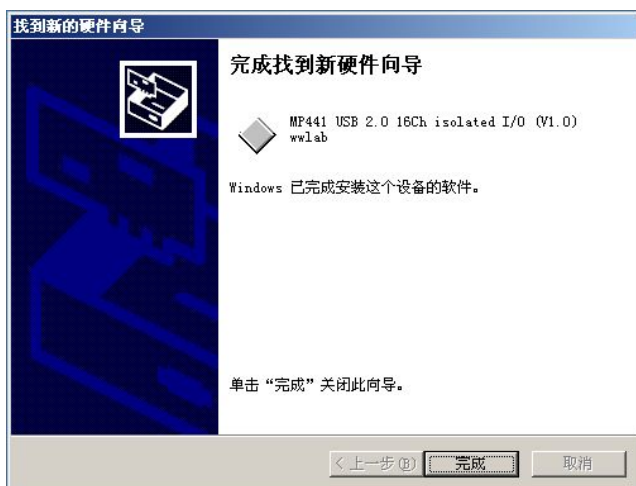 找到新的硬件向导
完成找到新硬件向导
MP441 USB 2.0 16Ch isolated I/O (V1.0)
wwlab
Windows 已完成安装这个设备的软件。
单击“完成”关闭此向导。
< 上一步(B)
完成
取消